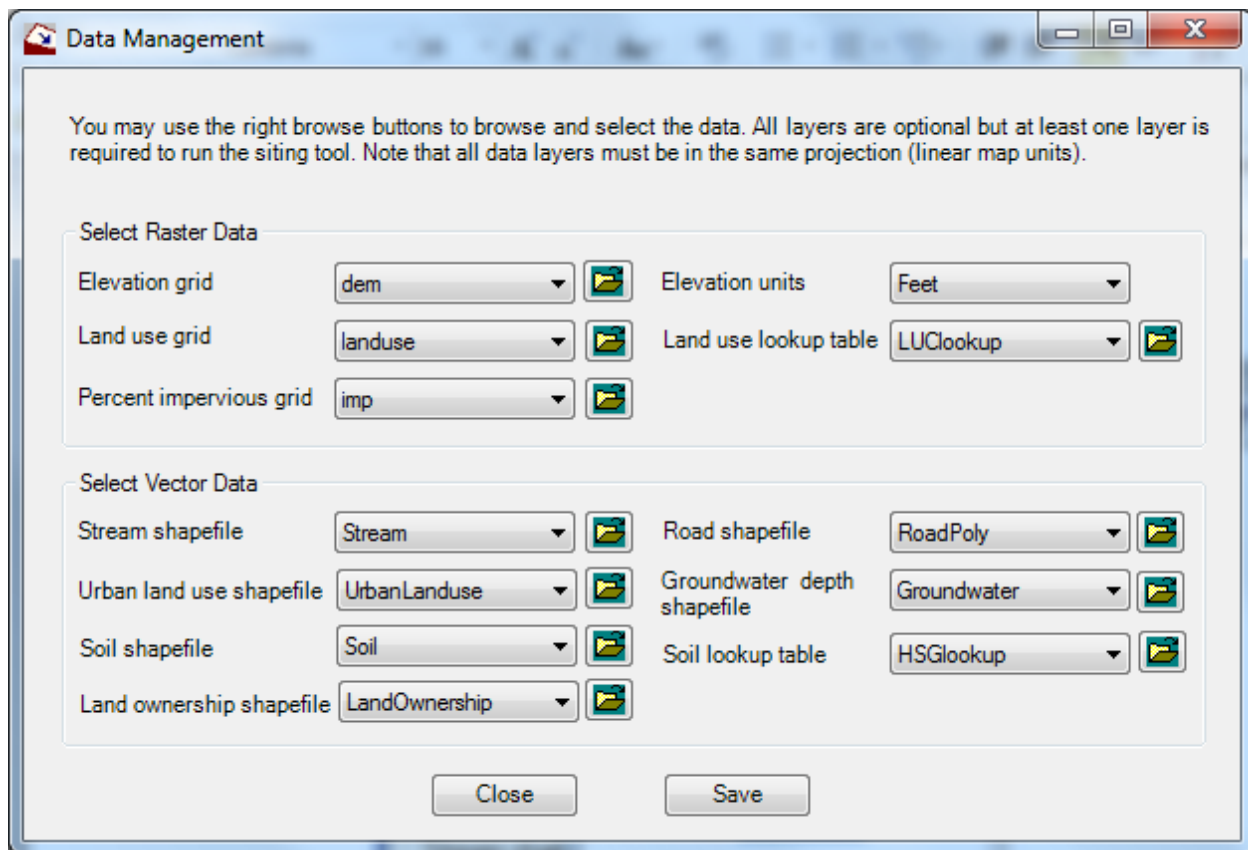 Data Management
You may use the right browse buttons to browse and select the data. All layers are optional but at least one layer is
required to run the siting tool. Note that all data layers must be in the same projection (linear map units).
Select Raster Data
Elevation grid dem Elevation units Feet
Land use grid landuse Land use lookup table LUClookup
Percent impervious grid imp
Select Vector Data
Stream shapefile Stream Road shapefile RoadPoly
Urban land use shapefile UrbanLanduse Groundwater depth
shapefile Groundwater
Soil shapefile Soil Soil lookup table HSGlookup
Land ownership shapefile LandOwnership
Close Save